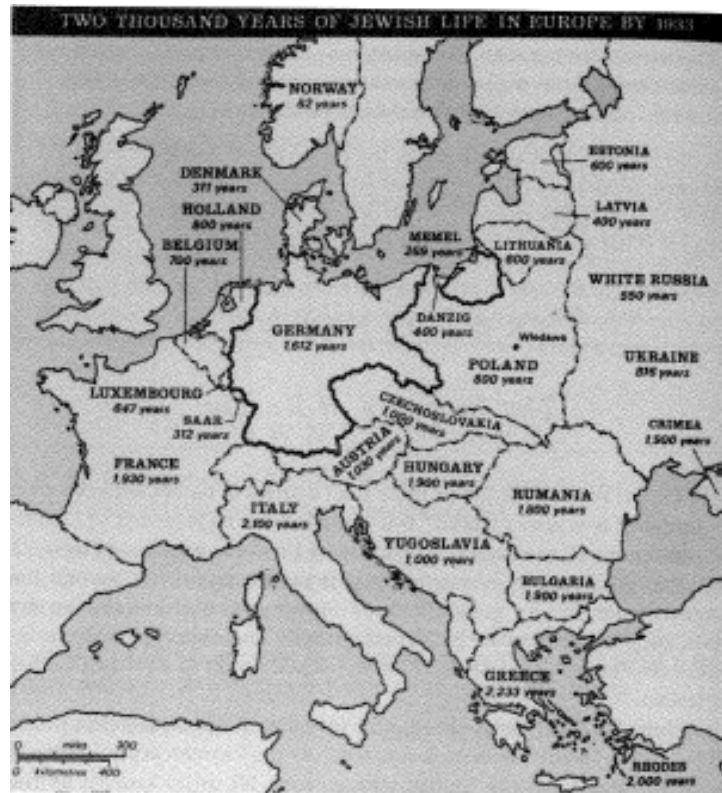 TWO THOUSAND YEARS OF JEWISH LIFE IN EUROPE BY 1933
NORWAY
62 years
ESTONIA
600 years
DENMARK
311 years
LATVIA
400 years
HOLLAND
800 years
MEMEL
LITHUANIA
600 years
BELGIUM
700 years
WHITE RUSSIA
550 years
DANZIG
400 years
GERMANY
1,612 years
Wlodawa
POLAND
800 years
UKRAINE
816 years
LUXEMBOURG
647 years
SAAR
312 years
CZECHOSLOVAKIA
1,000 years
CRIMEA
1,900 years
AUSTRIA
1,030 years
HUNGARY
1,900 years
FRANCE
1,930 years
RUMANIA
1,800 years
ITALY
2,100 years
YUGOSLAVIA
1,000 years
BULGARIA
1,900 years
GREECE
2,233 years
RHODES
2,000 years
0 miles 300
0 kilometres 400